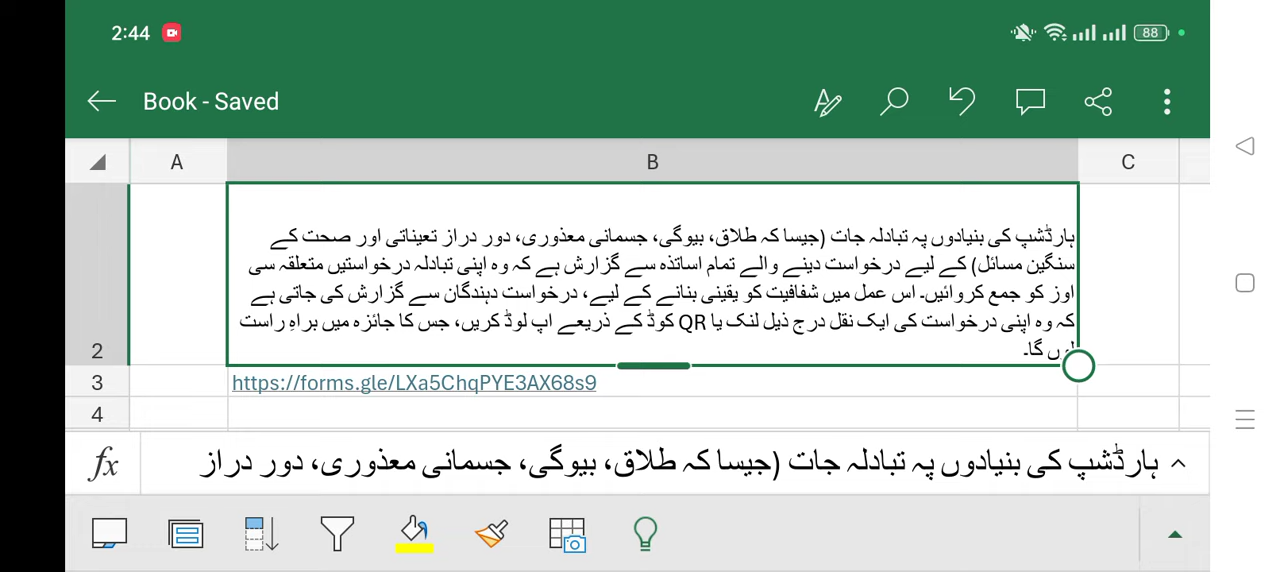 2:44
88
Book - Saved
A
B
C
2
ہارڈشپ کی بنیادوں پہ تبادلہ جات (جیسا کہ طلاق، بیوگی، جسمانی معذوری، دور دراز تعیناتی اور صحت کے
سنگین مسائل) کے لیے درخواست دینے والے تمام اساتذہ سے گزارش ہے کہ وہ اپنی تبادلہ درخواستیں متعلقہ سی
اوز کو جمع کروائیں۔ اس عمل میں شفافیت کو یقینی بنانے کے لیے، درخواست دہندگان سے گزارش کی جاتی ہے
کہ وہ اپنی درخواست کی ایک نقل درج ذیل لنک یا QR کوڈ کے ذریعے اپ لوڈ کریں، جس کا جائزہ میں براہِ راست
لوں گا۔
3
https://forms.gle/LXa5ChqPYE3AX68s9
4
fx
ہارڈشپ کی بنیادوں پہ تبادلہ جات (جیسا کہ طلاق، بیوگی، جسمانی معذوری، دور دراز